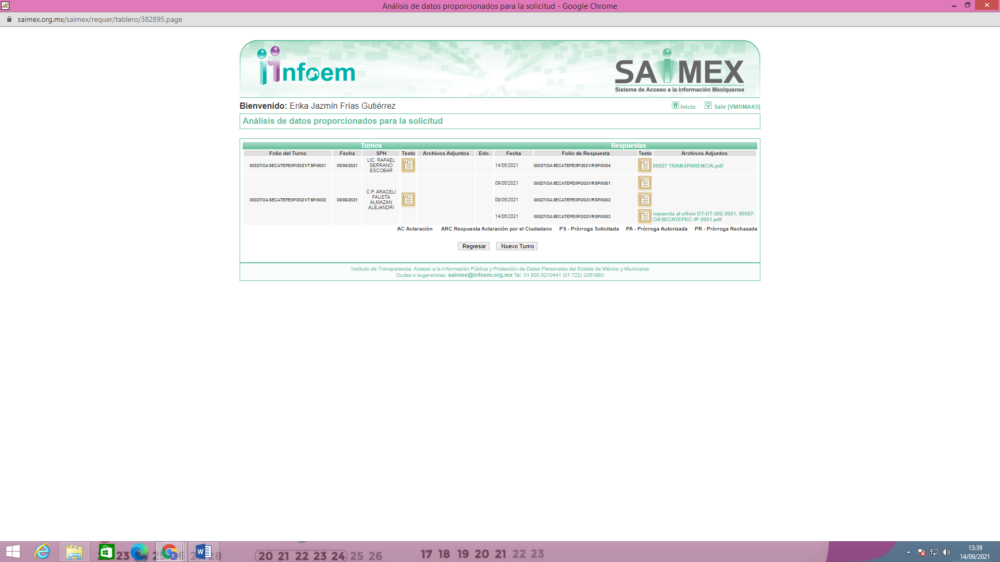 Análisis de datos proporcionados para la solicitud - Google Chrome
saimex.org.mx/saimex/requer/tablero/382895.page
infoem
SAIMEX
Sistema de Acceso a la Información Mexiquense
Bienvenido: Erika Jazmín Frías Gutiérrez
Inicio Salir [VMRMAK5]
Análisis de datos proporcionados para la solicitud
Turnos Respuestas
Folio del Turno Fecha SPH Texto Archivos Adjuntos Edo. Fecha Folio de Respuesta Texto Archivos Adjuntos
00027/OASECATEPE/IP/2021/TSP/0001 08/06/2021 LIC. RAFAEL SERRANO ESCOBAR 14/06/2021 00027/OASECATEPE/IP/2021/RSP/0004 00027 TRANSPARENCIA.pdf
00027/OASECATEPE/IP/2021/TSP/0002 08/06/2021 C.P. ARACELI FAUSTA ALMAZAN ALEJANDRI
09/06/2021 00027/OASECATEPE/IP/2021/RSP/0001
09/06/2021 00027/OASECATEPE/IP/2021/RSP/0002
14/06/2021 00027/OASECATEPE/IP/2021/RSP/0003 repuesta al oficio DT-UT-202-2021, 00027-
OASECATEPEC-IP-2021.pdf
AC Aclaración ARC Respuesta Aclaración por el Ciudadano PS - Prórroga Solicitada PA - Prórroga Autorizada PR - Prórroga Rechazada
Regresar Nuevo Turno
Instituto de Transparencia, Acceso a la Información Pública y Protección de Datos Personales del Estado de México y Municipios
Dudas o sugerencias: saimex@infoem.org.mx Tel. 01 800 8210441 (01 722) 2261980
23 20 21 22 23 24 25 26 17 18 19 20 21 22 23
13:39
14/09/2021